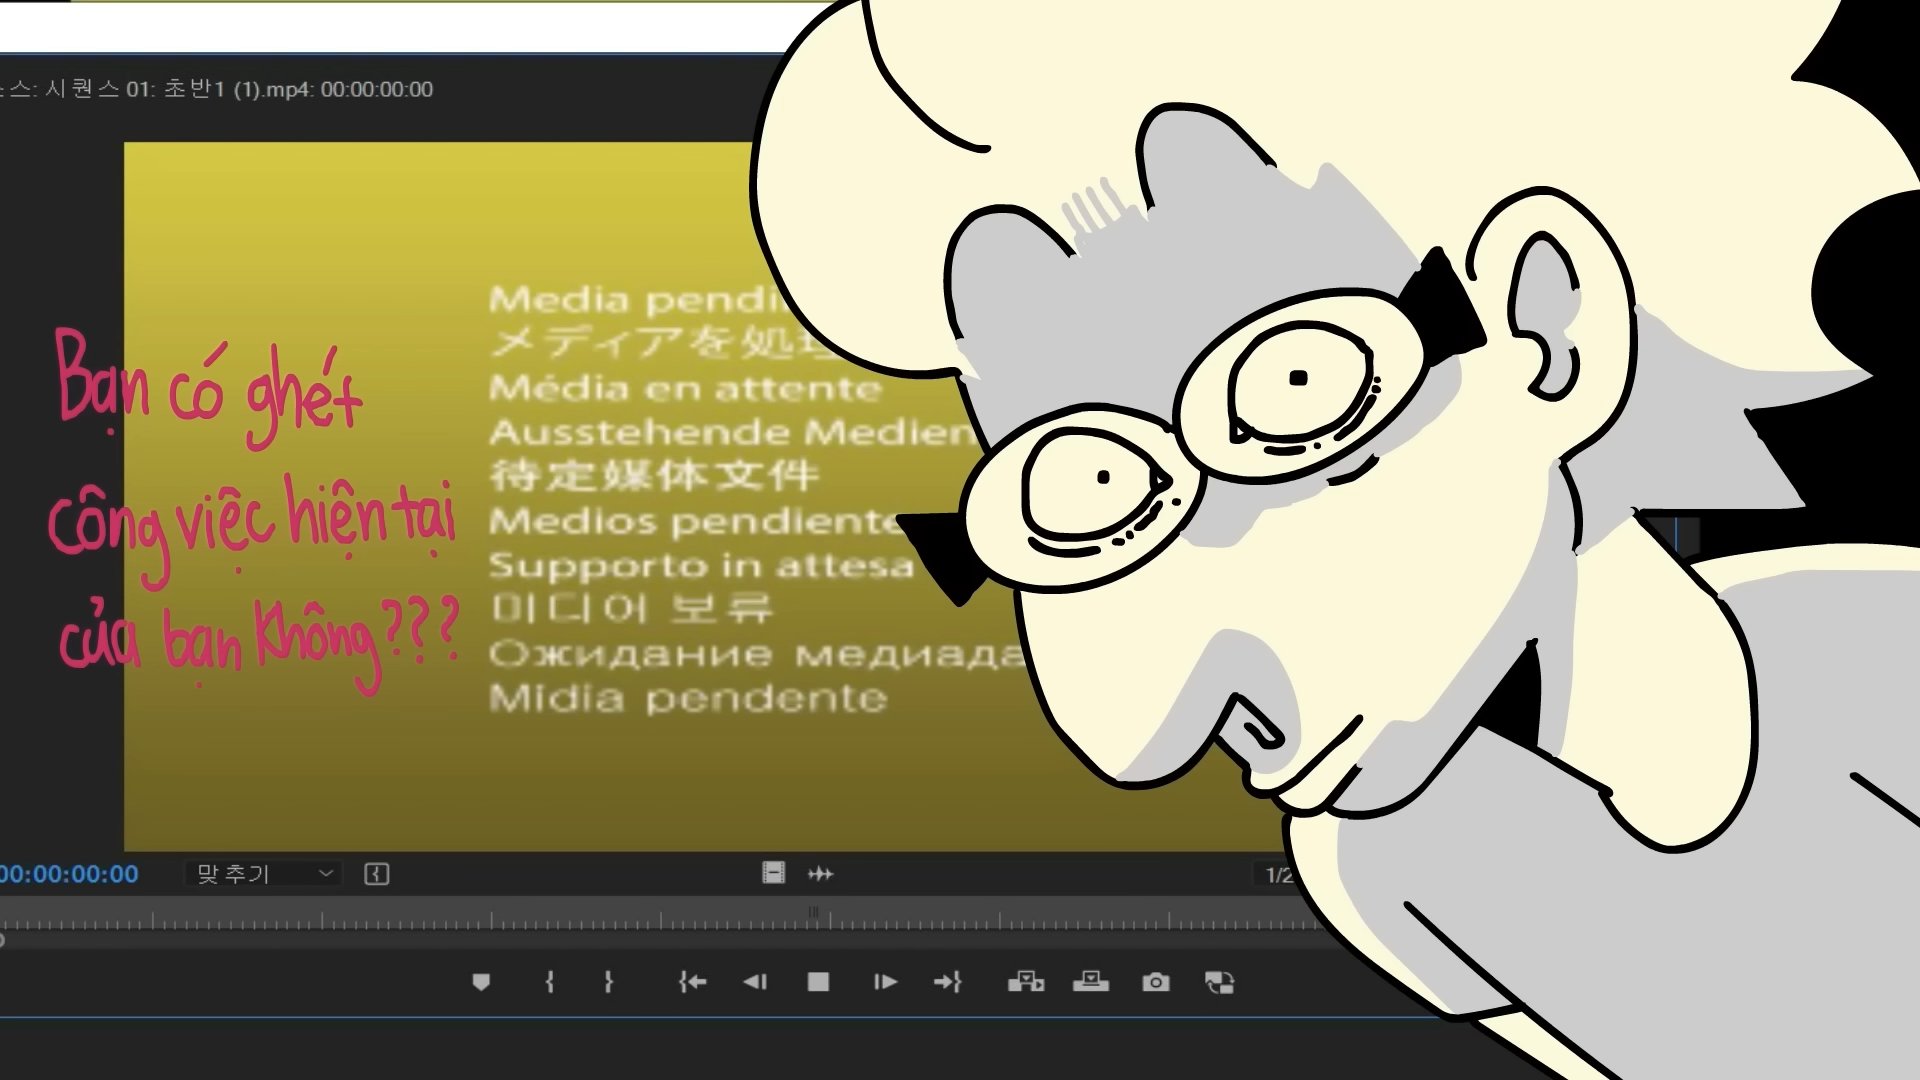 스: 시퀀스 01: 초반1 (1).mp4: 00:00:00:00
Bạn có ghét
công việc hiện tại
của bạn không???
Media pendi
メディアを処理
Média en attente
Ausstehende Medien
待定媒体文件
Medios pendiente
Supporto in attesa
미디어 보류
Ожидание медиада
Mídia pendente
00:00:00:00
맞추기
1/2